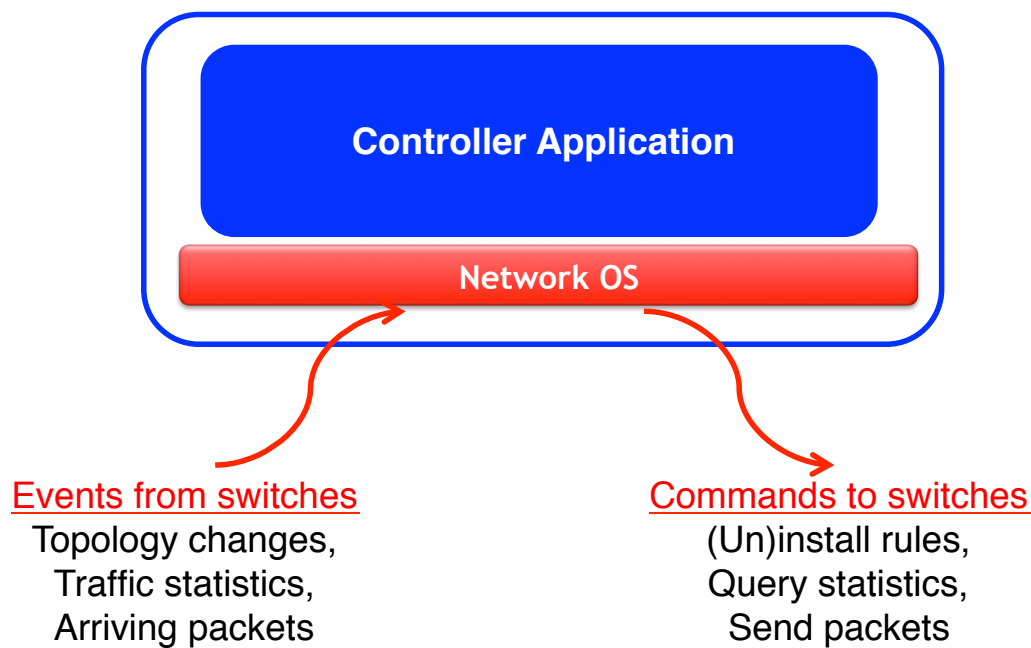 Controller Application
Network OS
Events from switches
Topology changes,
Traffic statistics,
Arriving packets
Commands to switches
(Un)install rules,
Query statistics,
Send packets